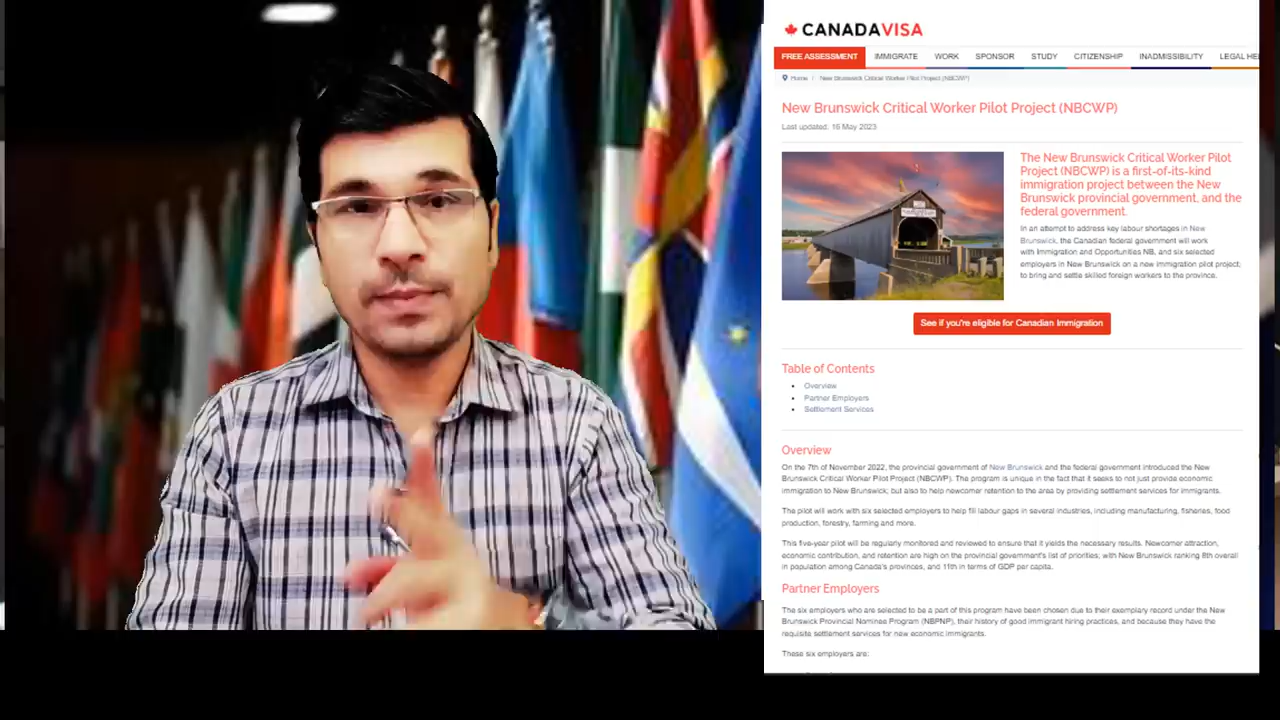 CANADAVISA
FREE ASSESSMENT IMMIGRATE WORK SPONSOR STUDY CITIZENSHIP INADMISSIBILITY LEGAL HEL
Home / New Brunswick Critical Worker Pilot Project (NBCWP)
New Brunswick Critical Worker Pilot Project (NBCWP)
Last updated: 16 May 2023
The New Brunswick Critical Worker Pilot
Project (NBCWP) is a first-of-its-kind
immigration project between the New
Brunswick provincial government, and the
federal government.
In an attempt to address key labour shortages in New
Brunswick, the Canadian federal government will work
with Immigration and Opportunities NB, and six selected
employers in New Brunswick on a new immigration pilot project;
to bring and settle skilled foreign workers to the province.
See if you're eligible for Canadian Immigration
Table of Contents
Overview
Partner Employers
Settlement Services
Overview
On the 7th of November 2022, the provincial government of New Brunswick and the federal government introduced the New
Brunswick Critical Worker Pilot Project (NBCWP). The program is unique in the fact that it seeks to not just provide economic
immigration to New Brunswick; but also to help newcomer retention to the area by providing settlement services for immigrants.
The pilot will work with six selected employers to help fill labour gaps in several industries, including manufacturing, fisheries, food
production, forestry, farming and more.
This five-year pilot will be regularly monitored and reviewed to ensure that it yields the necessary results. Newcomer attraction,
economic contribution, and retention are high on the provincial government's list of priorities; with New Brunswick ranking 8th overall
in population among Canada's provinces, and 11th in terms of GDP per capita.
Partner Employers
The six employers who are selected to be a part of this program have been chosen due to their exemplary record under the New
Brunswick Provincial Nominee Program (NBPNP), their history of good immigrant hiring practices, and because they have the
requisite settlement services for new economic immigrants.
These six employers are: